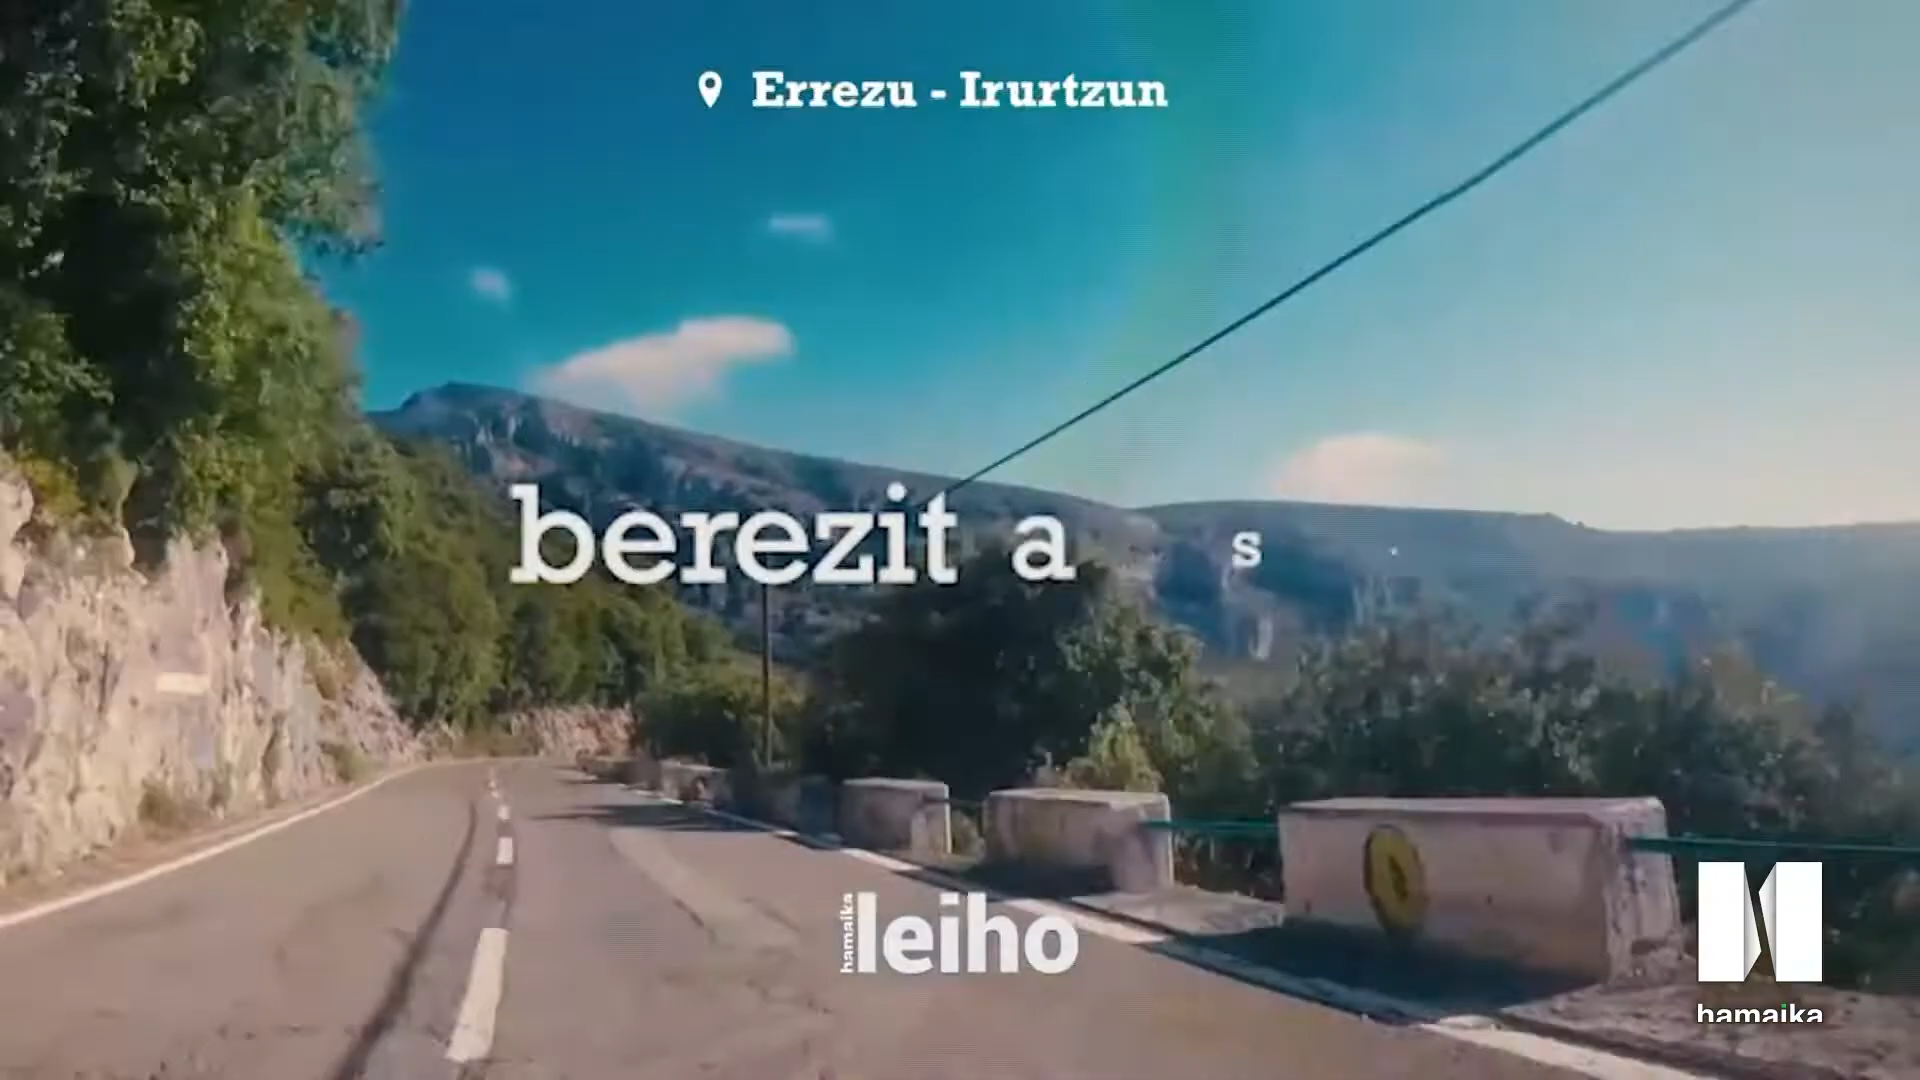 Errezu - Irurtzun
berezit a s
hamaika leiho
hamaika